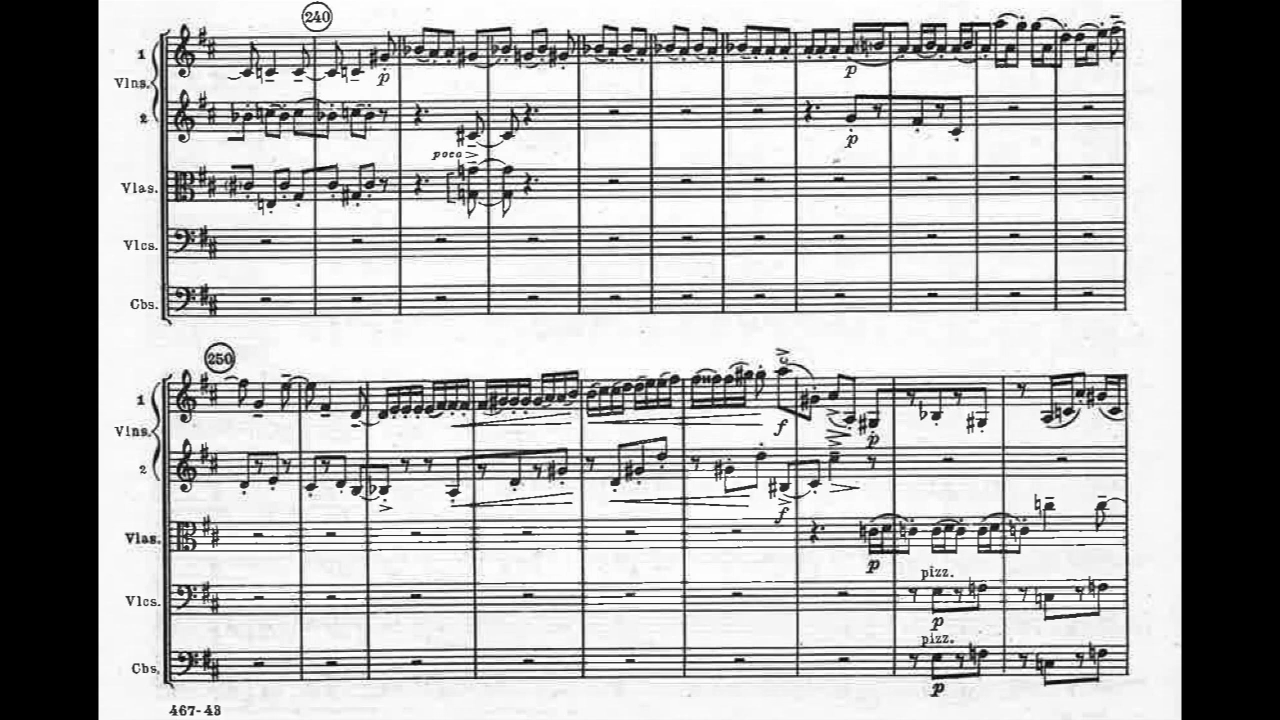 240
1
Vlns.
p
p
2
p
poco
Vlas.
Vlcs.
Cbs.
250
1
f
p
Vlns.
2
f
Vlas.
p
pizz.
Vlcs.
p
pizz.
Cbs.
p
467-43